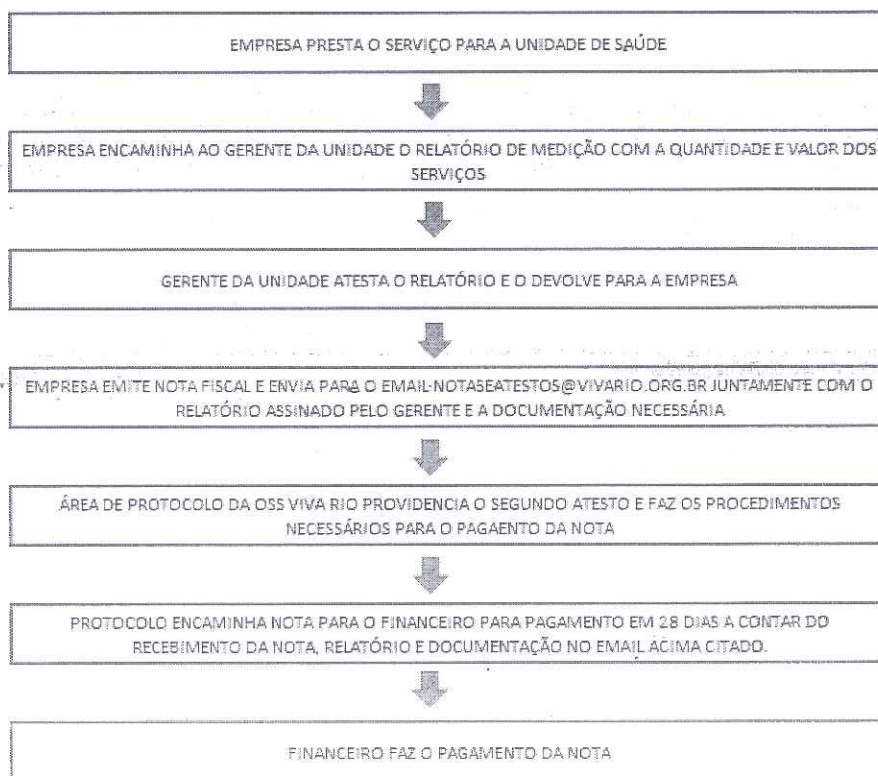 EMPRESA PRESTA O SERVIÇO PARA A UNIDADE DE SAÚDE
EMPRESA ENCAMINHA AO GERENTE DA UNIDADE O RELATÓRIO DE MEDIÇÃO COM A QUANTIDADE E VALOR DOS
SERVIÇOS
GERENTE DA UNIDADE ATESTA O RELATÓRIO E O DEVOLVE PARA A EMPRESA
EMPRESA EMITE NOTA FISCAL E ENVIA PARA O EMAIL NOTASEATESTOS@VIVARIO.ORG.BR JUNTAMENTE COM O
RELATÓRIO ASSINADO PELO GERENTE E A DOCUMENTAÇÃO NECESSÁRIA
ÁREA DE PROTOCOLO DA OSS VIVA RIO PROVIDENCIA O SEGUNDO ATESTO E FAZ OS PROCEDIMENTOS
NECESSÁRIOS PARA O PAGAENTO DA NOTA
PROTOCOLO ENCAMINHA NOTA PARA O FINANCEIRO PARA PAGAMENTO EM 28 DIAS A CONTAR DO
RECEBIMENTO DA NOTA, RELATÓRIO E DOCUMENTAÇÃO NO EMAIL ACIMA CITADO.
FINANCEIRO FAZ O PAGAMENTO DA NOTA